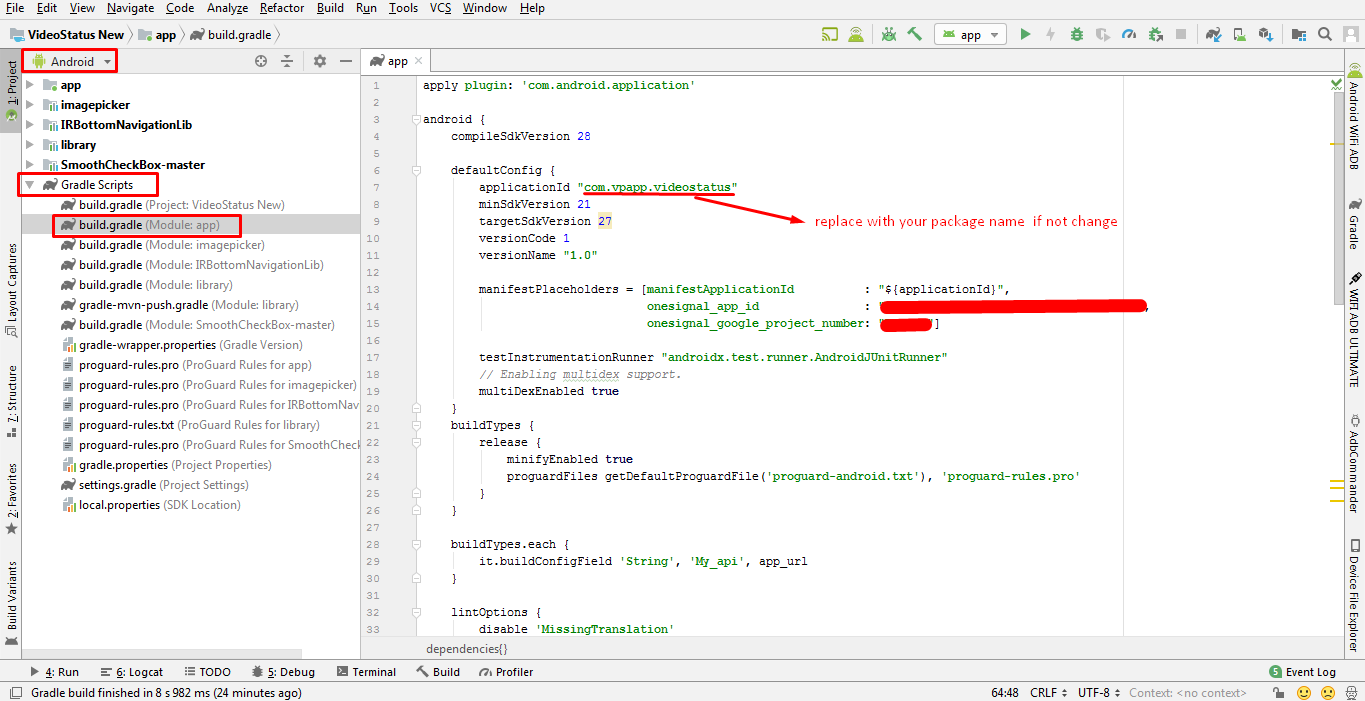 File Edit View Navigate Code Analyze Refactor Build Run Tools VCS Window Help
VideoStatus New app build.gradle
app
1: Project
Layout Captures
7: Structure
2: Favorites
Build Variants
Android
app
imagepicker
IRBottomNavigationLib
library
SmoothCheckBox-master
Gradle Scripts
build.gradle (Project: VideoStatus New)
build.gradle (Module: app)
build.gradle (Module: imagepicker)
build.gradle (Module: IRBottomNavigationLib)
build.gradle (Module: library)
gradle-mvn-push.gradle (Module: library)
build.gradle (Module: SmoothCheckBox-master)
gradle-wrapper.properties (Gradle Version)
proguard-rules.pro (ProGuard Rules for app)
proguard-rules.pro (ProGuard Rules for imagepicker)
proguard-rules.pro (ProGuard Rules for IRBottomNav
proguard-rules.txt (ProGuard Rules for library)
proguard-rules.pro (ProGuard Rules for SmoothCheck
gradle.properties (Project Properties)
settings.gradle (Project Settings)
local.properties (SDK Location)
app
1 apply plugin: 'com.android.application'
2
3 android {
4 compileSdkVersion 28
5
6 defaultConfig {
7 applicationId "com.vpapp.videostatus"
8 minSdkVersion 21
9 targetSdkVersion 27
replace with your package name if not change
10 versionCode 1
11 versionName "1.0"
12
13 manifestPlaceholders = [manifestApplicationId : "${applicationId}",
14 onesignal_app_id : " ,
15 onesignal_google_project_number: " "]
16
17 testInstrumentationRunner "androidx.test.runner.AndroidJUnitRunner"
18 // Enabling multidex support.
19 multiDexEnabled true
20 }
21 buildTypes {
22 release {
23 minifyEnabled true
24 proguardFiles getDefaultProguardFile('proguard-android.txt'), 'proguard-rules.pro'
25 }
26 }
27
28 buildTypes.each {
29 it.buildConfigField 'String', 'My_api', app_url
30 }
31
32 lintOptions {
33 disable 'MissingTranslation'
dependencies{}
Android WiFi ADB
Gradle
WIFI ADB ULTIMATE
AdbCommander
Device File Explorer
4: Run 6: Logcat TODO 5: Debug Terminal Build Profiler 5 Event Log
Gradle build finished in 8 s 982 ms (24 minutes ago) 64:48 CRLF UTF-8 Context: <no context>